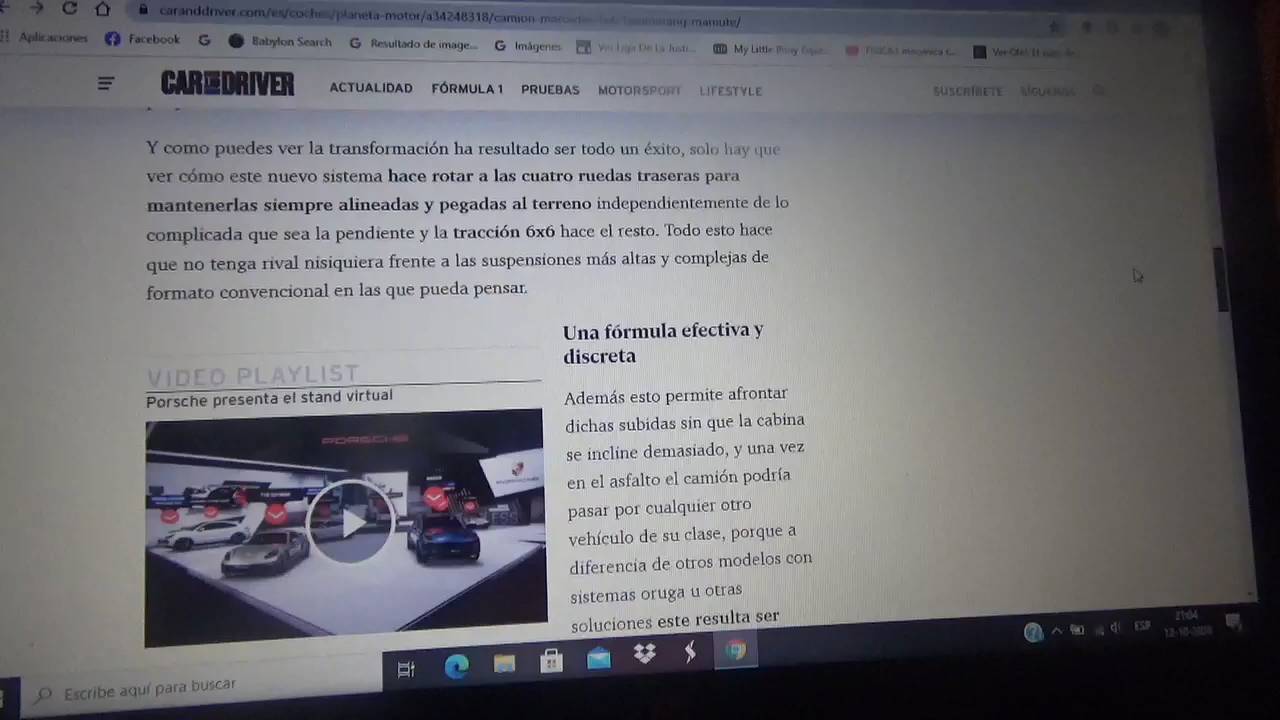 caranddriver.com/es/coches/planeta-motor/a34248318/camion-
Aplicaciones Facebook Babylon Search Resultado de image... Imágenes My Little Pony
CAR AND DRIVER ACTUALIDAD FÓRMULA 1 PRUEBAS MOTORSPORT LIFESTYLE SUSCRÍBETE SÍGUENOS
Y como puedes ver la transformación ha resultado ser todo un éxito, solo hay que
ver cómo este nuevo sistema hace rotar a las cuatro ruedas traseras para
mantenerlas siempre alineadas y pegadas al terreno independientemente de lo
complicada que sea la pendiente y la tracción 6x6 hace el resto. Todo esto hace
que no tenga rival nisiquiera frente a las suspensiones más altas y complejas de
formato convencional en las que pueda pensar.
VIDEO PLAYLIST
Porsche presenta el stand virtual
PORSCHE
Una fórmula efectiva y
discreta
Además esto permite afrontar
dichas subidas sin que la cabina
se incline demasiado, y una vez
en el asfalto el camión podría
pasar por cualquier otro
vehículo de su clase, porque a
diferencia de otros modelos con
sistemas oruga u otras
soluciones este resulta ser
Escribe aquí para buscar
ESP
21:04